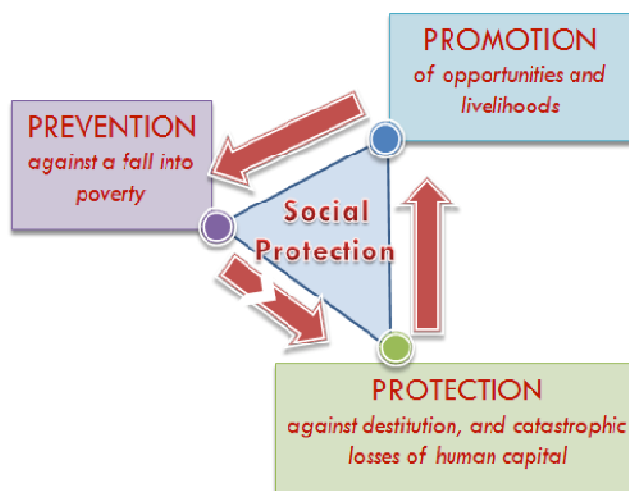 PROMOTION
of opportunities and
livelihoods
PREVENTION
against a fall into
poverty
Social
Protection
PROTECTION
against destitution, and catastrophic
losses of human capital